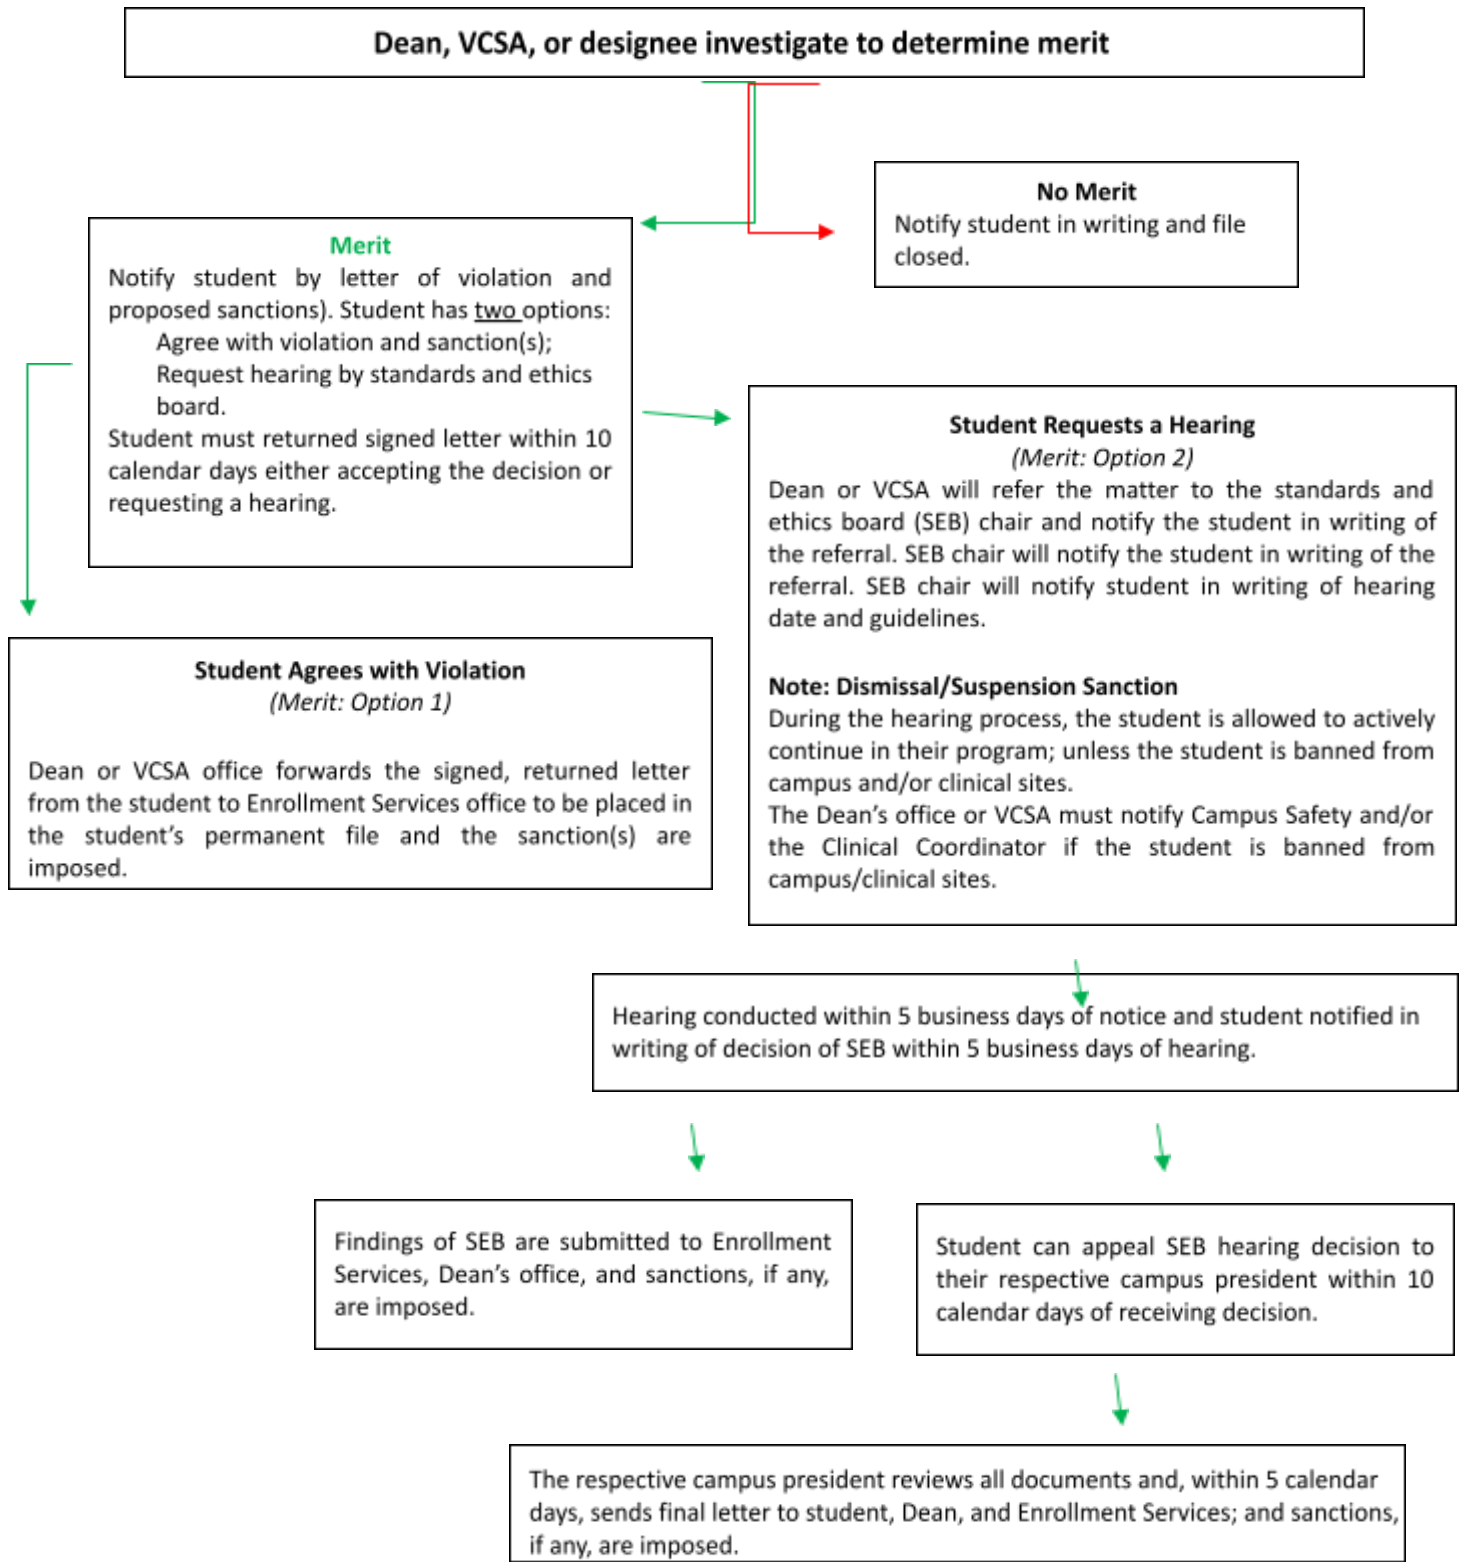 Dean, VCSA, or designee investigate to determine merit
No Merit
Notify student in writing and file
closed.
Merit
Notify student by letter of violation and
proposed sanctions). Student has two options:
Agree with violation and sanction(s);
Request hearing by standards and ethics
board.
Student must returned signed letter within 10
calendar days either accepting the decision or
requesting a hearing.
Student Requests a Hearing
(Merit: Option 2)
Dean or VCSA will refer the matter to the standards and
ethics board (SEB) chair and notify the student in writing of
the referral. SEB chair will notify the student in writing of the
referral. SEB chair will notify student in writing of hearing
date and guidelines.
Note: Dismissal/Suspension Sanction
During the hearing process, the student is allowed to actively
continue in their program; unless the student is banned from
campus and/or clinical sites.
The Dean's office or VCSA must notify Campus Safety and/or
the Clinical Coordinator if the student is banned from
campus/clinical sites.
Student Agrees with Violation
(Merit: Option 1)
Dean or VCSA office forwards the signed, returned letter
from the student to Enrollment Services office to be placed in
the student's permanent file and the sanction(s) are
imposed.
Hearing conducted within 5 business days of notice and student notified in
writing of decision of SEB within 5 business days of hearing.
Findings of SEB are submitted to Enrollment
Services, Dean's office, and sanctions, if any,
are imposed.
Student can appeal SEB hearing decision to
their respective campus president within 10
calendar days of receiving decision.
The respective campus president reviews all documents and, within 5 calendar
days, sends final letter to student, Dean, and Enrollment Services; and sanctions,
if any, are imposed.